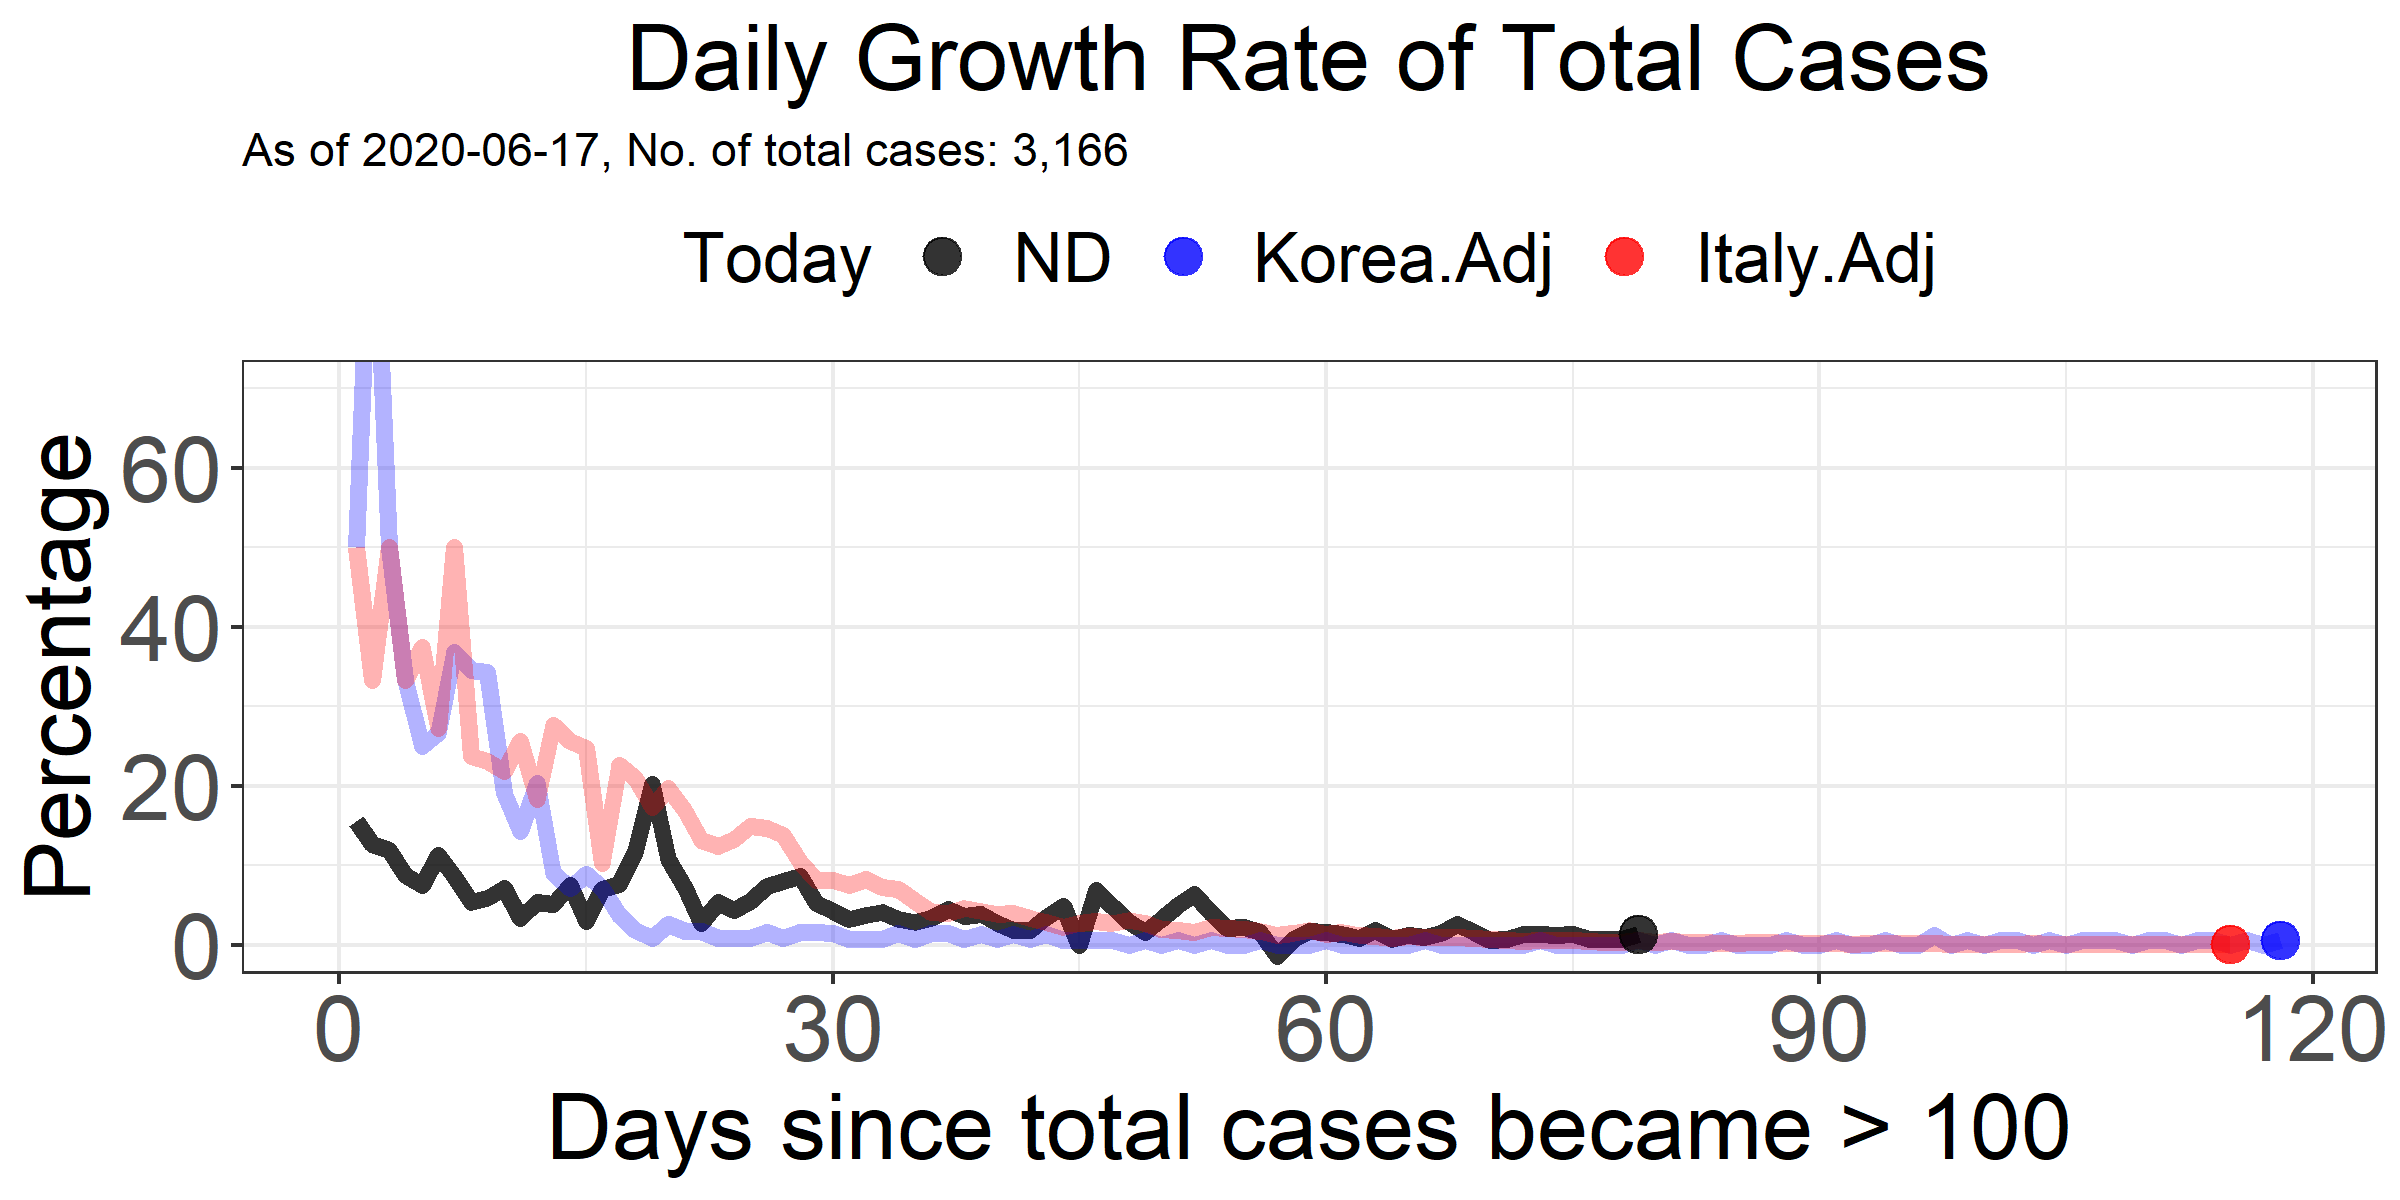 Daily Growth Rate of Total Cases
As of 2020-06-17, No. of total cases: 3,166
Today ND Korea.Adj Italy.Adj
Percentage
60
40
20
0
0 30 60 90 120
Days since total cases became > 100